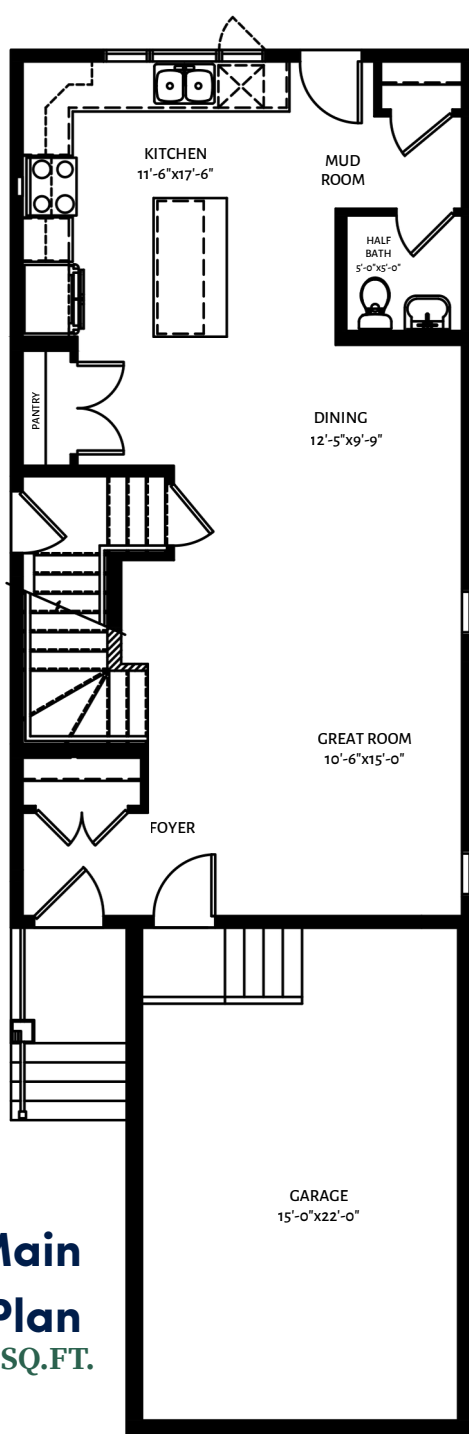 KITCHEN
11'-6"x17'-6"
MUD
ROOM
HALF
BATH
5'-0"x5'-0"
PANTRY
DINING
12'-5"x9'-9"
GREAT ROOM
10'-6"x15'-0"
FOYER
GARAGE
15'-0"x22'-0"
Main
Plan
SQ.FT.